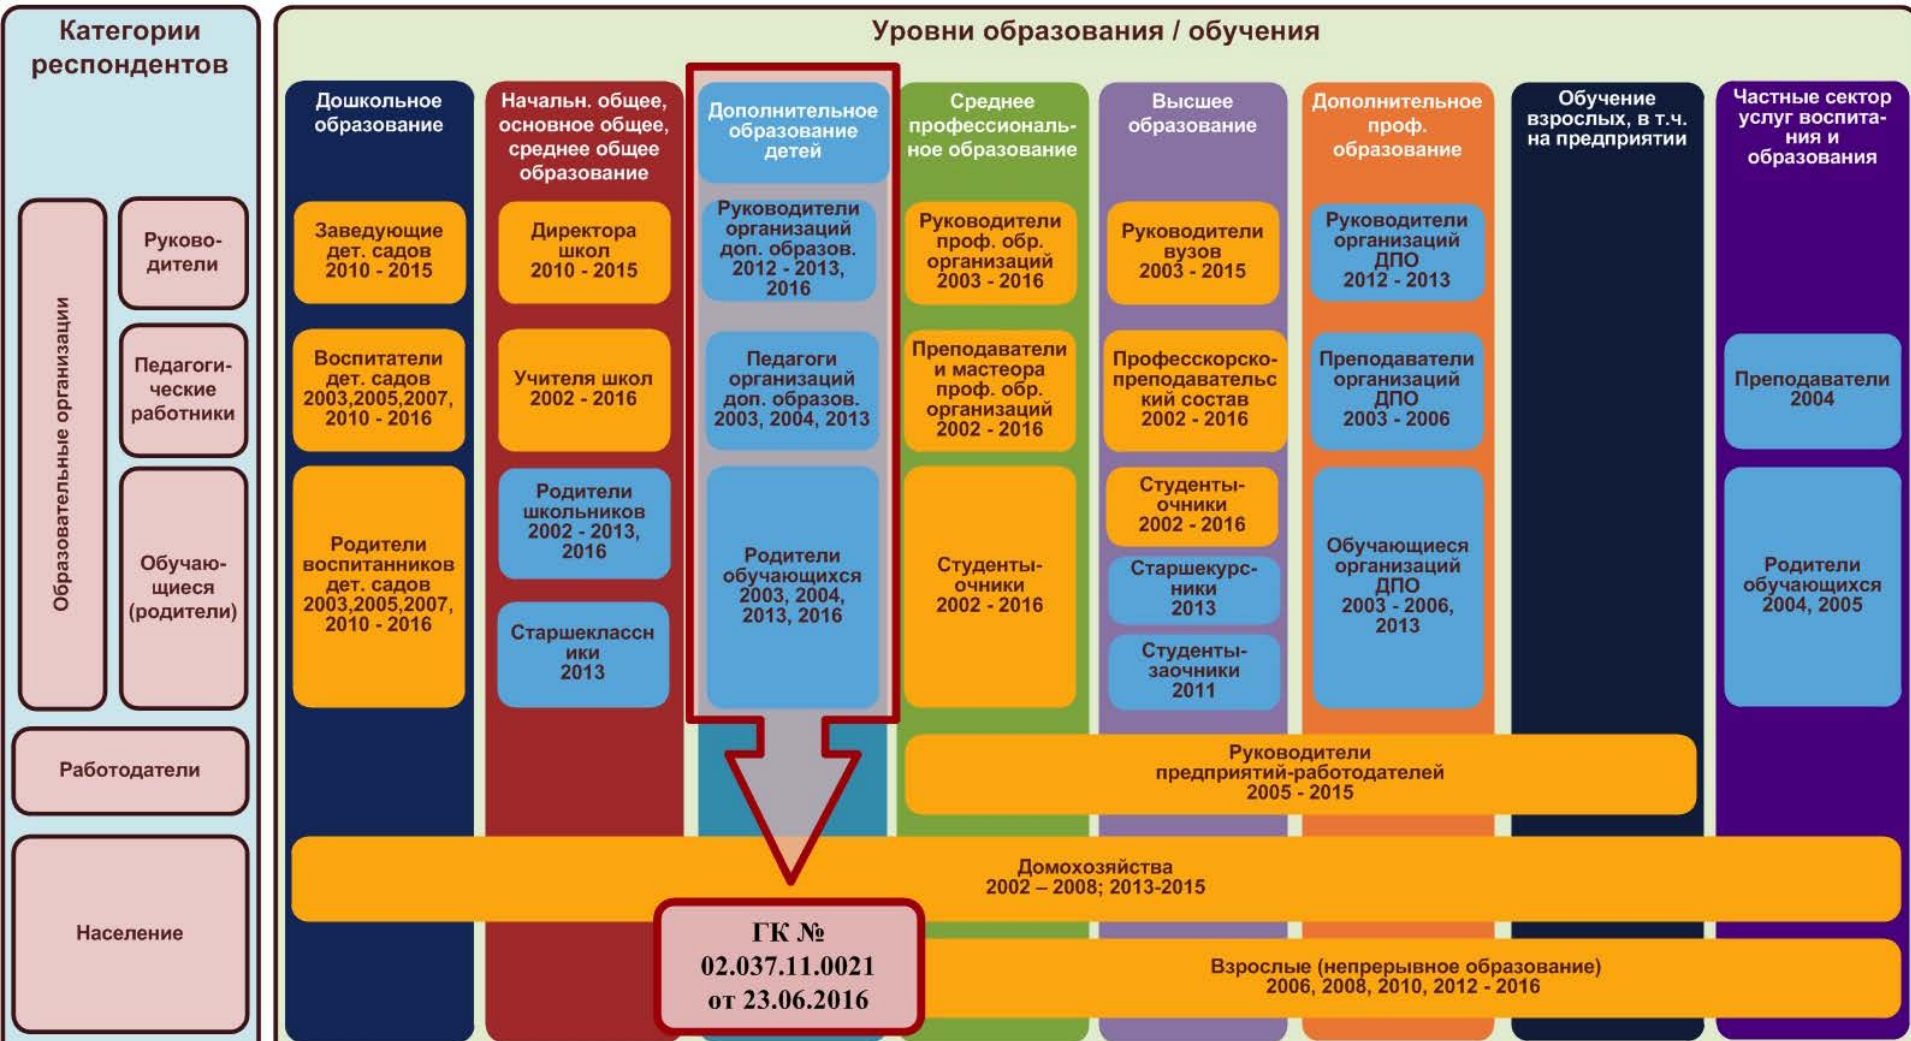 Категории
респондентов
Уровни образования / обучения
Дошкольное
образование
Начальн. общее,
основное общее,
среднее общее
образование
Дополнительное
образование
детей
Среднее
профессиональ-
ное образование
Высшее
образование
Дополнительное
проф.
образование
Обучение
взрослых, в т.ч.
на предприятии
Частные сектор
услуг воспита-
ния и
образования
Образовательные организации
Руково-
дители
Заведующие
дет. садов
2010 - 2015
Директора
школ
2010 - 2015
Руководители
организаций
доп. образов.
2012 - 2013,
2016
Руководители
проф. обр.
организаций
2003 - 2016
Руководители
вузов
2003 - 2015
Руководители
организаций
ДПО
2012 - 2013
Педагоги-
ческие
работники
Воспитатели
дет. садов
2003,2005,2007,
2010 - 2016
Учителя школ
2002 - 2016
Педагоги
организаций
доп. образов.
2003, 2004, 2013
Преподаватели
и мастеора
проф. обр.
организаций
2002 - 2016
Профескорско-
преподавательс
кий состав
2002 - 2016
Преподаватели
организаций
ДПО
2003 - 2006
Преподаватели
2004
Обучаю-
щиеся
(родители)
Родители
воспитанников
дет. садов
2003,2005,2007,
2010 - 2016
Родители
школьников
2002 - 2013,
2016
Старшеклассн
ики
2013
Родители
обучающихся
2003, 2004,
2013, 2016
Студенты-
очники
2002 - 2016
Студенты-
очники
2002 - 2016
Старшекурс-
ники
2013
Студенты-
заочники
2011
Обучающиеся
организаций
ДПО
2003 - 2006,
2013
Родители
обучающихся
2004, 2005
Работодатели
Руководители
предприятий-работодателей
2005 - 2015
Население
Домохозяйства
2002 – 2008; 2013-2015
ГК №
02.037.11.0021
от 23.06.2016
Взрослые (непрерывное образование)
2006, 2008, 2010, 2012 - 2016